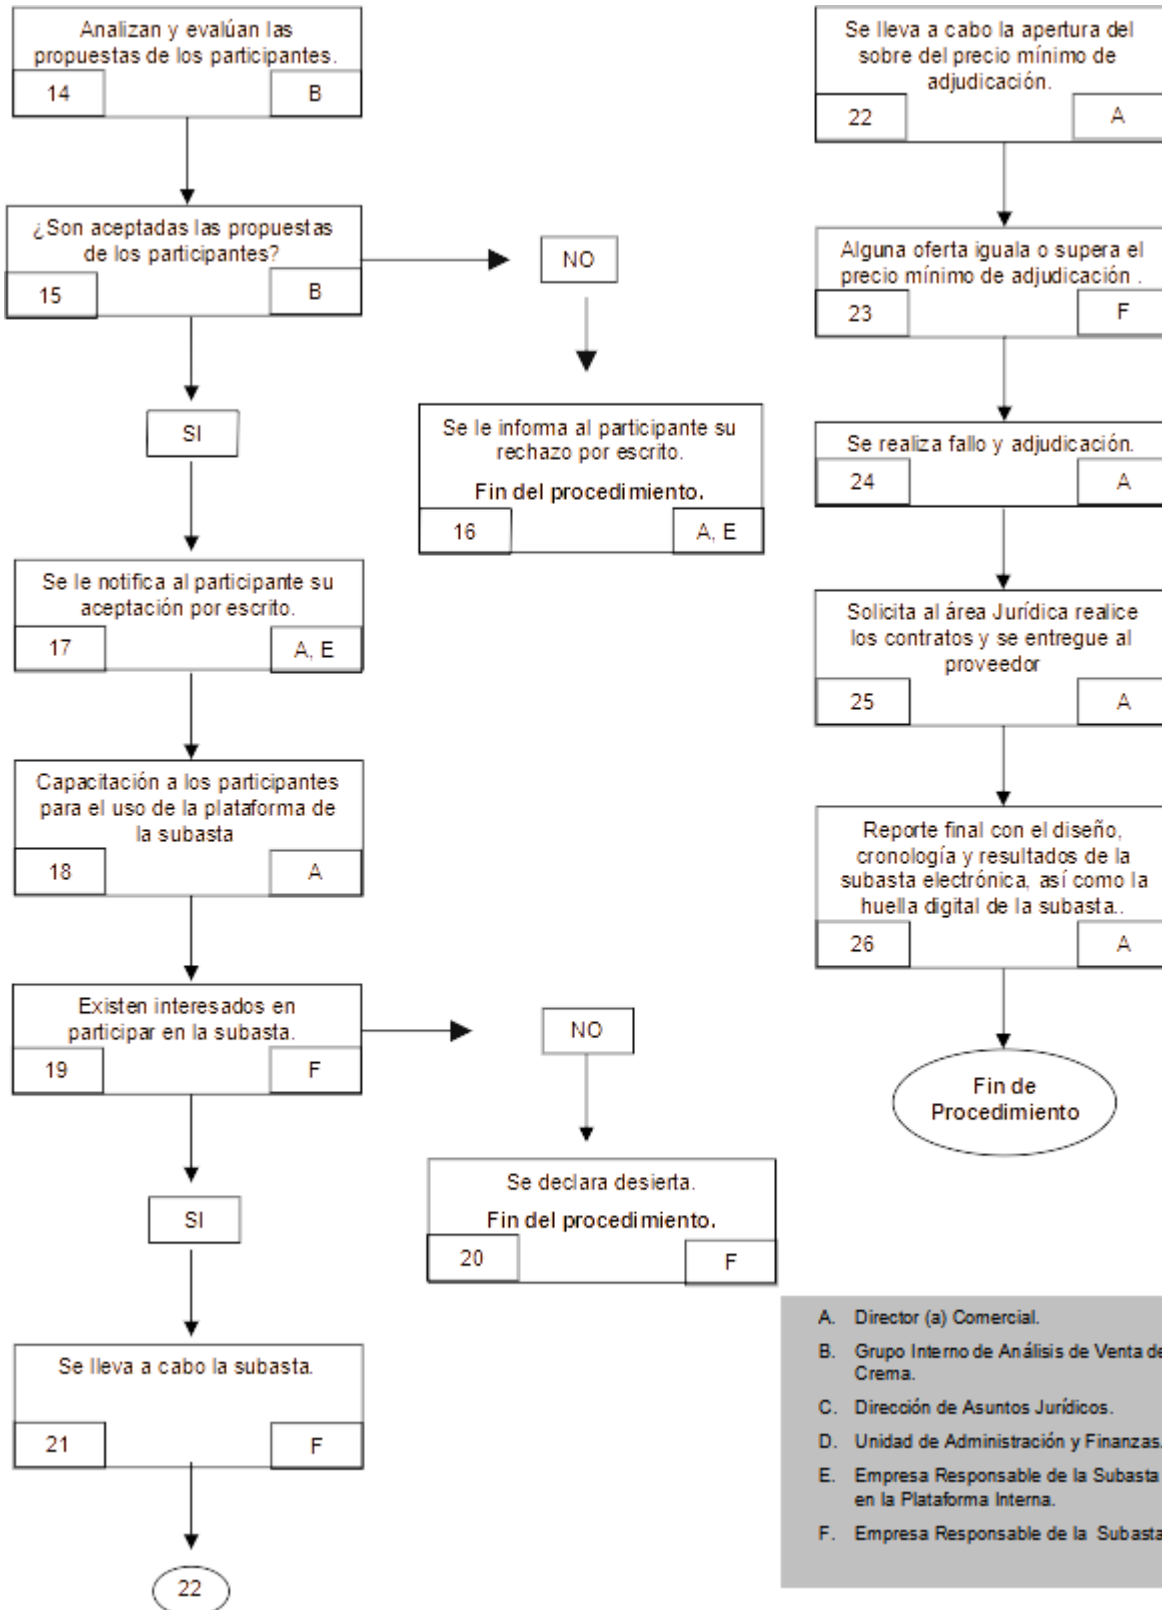 Analizan y evalúan las
propuestas de los participantes.
14
B
¿Son aceptadas las propuestas
de los participantes?
15
B
NO
SI
Se le informa al participante su
rechazo por escrito.
Fin del procedimiento.
16
A, E
Se le notifica al participante su
aceptación por escrito.
17
A, E
Capacitación a los participantes
para el uso de la plataforma de
la subasta
18
A
Existen interesados en
participar en la subasta.
19
F
NO
SI
Se declara desierta.
Fin del procedimiento.
20
F
Se lleva a cabo la subasta.
21
F
22
Se lleva a cabo la apertura del
sobre del precio mínimo de
adjudicación.
22
A
Alguna oferta iguala o supera el
precio mínimo de adjudicación .
23
F
Se realiza fallo y adjudicación.
24
A
Solicita al área Jurídica realice
los contratos y se entregue al
proveedor
25
A
Reporte final con el diseño,
cronología y resultados de la
subasta electrónica, así como la
huella digital de la subasta..
26
A
Fin de
Procedimiento
A. Director (a) Comercial.
B. Grupo Interno de Análisis de Venta de
Crema.
C. Dirección de Asuntos Jurídicos.
D. Unidad de Administración y Finanzas.
E. Empresa Responsable de la Subasta
en la Plataforma Interna.
F. Empresa Responsable de la Subasta